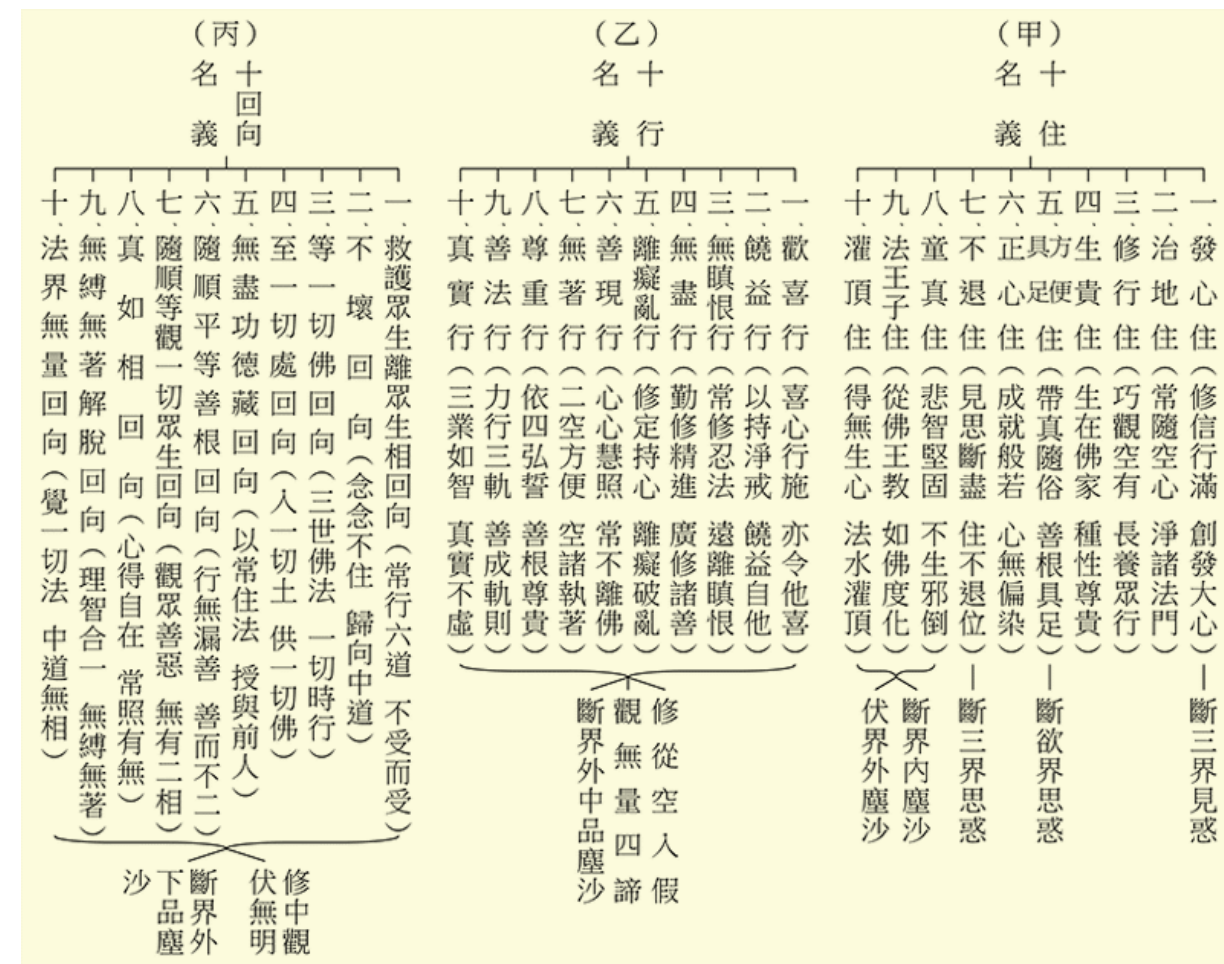 （甲）
十住
名義
一、發心住（修信行滿　創發大心）
斷三界見惑
二、治地住（常隨空心　淨諸法門）
三、修行住（巧觀空有　長養眾行）
四、生貴住（生在佛家　種性尊貴）
五、方便具足住（帶真隨俗　善根具足）
斷欲界思惑
六、正心住（成就般若　心無偏染）
七、不退住（見思斷盡　住不退位）
斷三界思惑
八、童真住（悲智堅固　不生邪倒）
九、法王子住（從佛王教　如佛度化）
十、灌頂住（得無生心　法水灌頂）
斷界內塵沙
伏界外塵沙
（乙）
十行
名義
一、歡喜行（喜心行施　亦令他喜）
二、饒益行（以持淨戒　饒益自他）
三、無瞋恨行（常修忍法　遠離瞋恨）
四、無盡行（勤修精進　廣修諸善）
五、離癡亂行（修定持心　離癡破亂）
六、善現行（心心慧照　常不離佛）
七、無著行（二空方便　空諸執著）
八、尊重行（依四弘誓　善根尊貴）
九、善法行（力行三軌　善成軌則）
十、真實行（三業如智　真實不虛）
修從空入假
觀無量四諦
斷界外中品塵沙
（丙）
十回向
名義
一、救護眾生離眾生相回向（常行六道　不受而受）
二、不壞回向（念念不住　歸向中道）
三、等一切佛回向（三世佛法　一切時行）
四、至一切處回向（人一切土　供一切佛）
五、無盡功德藏回向（以常住法　授與前人）
六、隨順平等善根回向（行無漏善　善而不二）
七、隨順等觀一切眾生回向（觀眾善惡　無有二相）
八、真如相回向（心得自在　常照有無）
九、無縛無著解脫回向（理智合一　無縛無著）
十、法界無量回向（覺一切法　中道無相）
修中觀
伏無明
斷界外
下品塵
沙